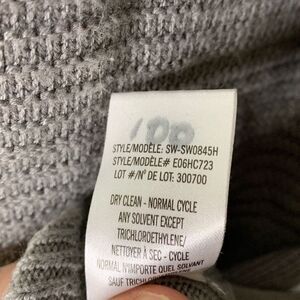 STYLE/MODÈLE: SW-SW0845H
STYLE/MODÈLE# E06HC723
LOT #/N° DE LOT: 300700
DRY CLEAN - NORMAL CYCLE
ANY SOLVENT EXCEPT
TRICHLOROETHYLENE/
NETTOYER À SEC - CYCLE
NORMAL N'IMPORTE QUEL SOLVANT
SAUF